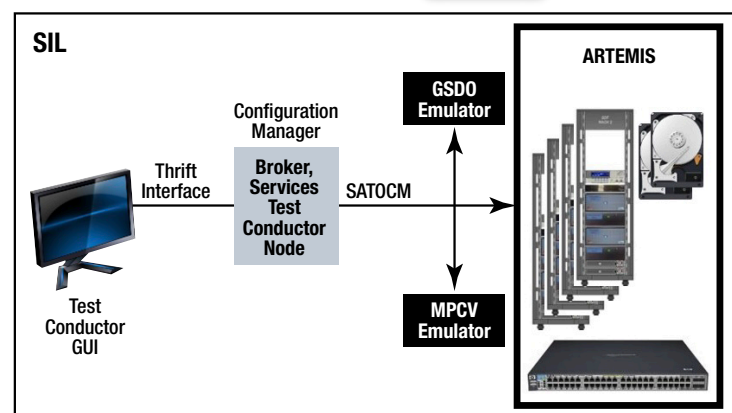 SIL
ARTEMIS
GSDO
Emulator
Configuration
Manager
Thrift
Interface
Broker,
Services
Test
Conductor
Node
SATOCM
Test
Conductor
GUI
MPCV
Emulator